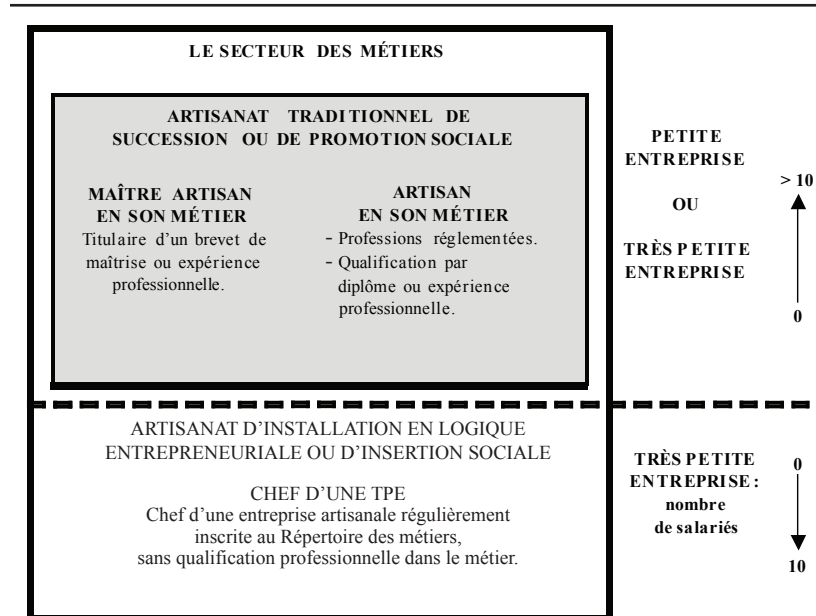 LE SECTEUR DES MÉTIERS
ARTISANAT TRADITIONNEL DE
SUCCESSION OU DE PROMOTION SOCIALE
MAÎTRE ARTISAN
EN SON MÉTIER
Titulaire d'un brevet de
maîtrise ou expérience
professionnelle.
ARTISAN
EN SON MÉTIER
- Professions réglementées.
- Qualification par
diplôme ou expérience
professionnelle.
PETITE
ENTREPRISE
OU
TRÈS PETITE
ENTREPRISE
> 10
0
ARTISANAT D'INSTALLATION EN LOGIQUE
ENTREPRENEURIALE OU D'INSERTION SOCIALE
CHEF D'UNE TPE
Chef d'une entreprise artisanale régulièrement
inscrite au Répertoire des métiers,
sans qualification professionnelle dans le métier.
TRÈS PETITE
ENTREPRISE :
nombre
de salariés
0
10